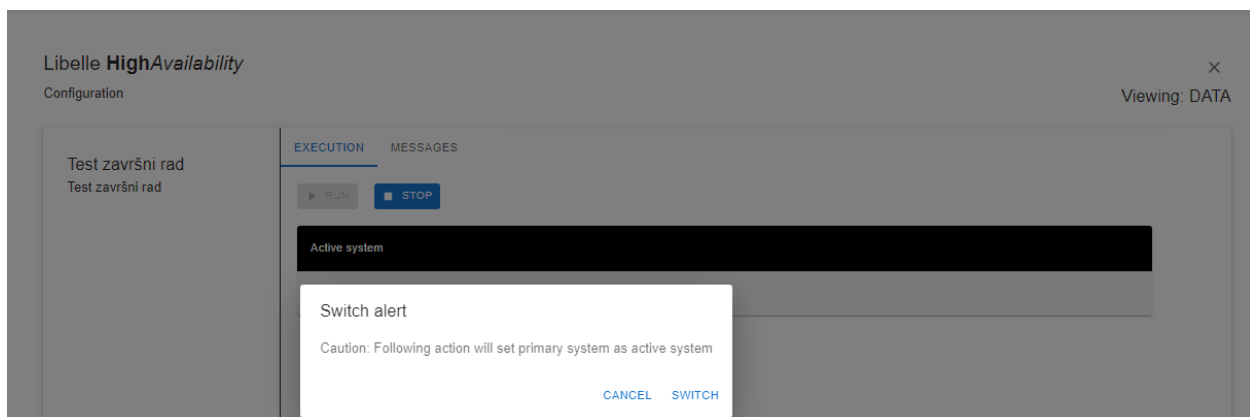 Libelle HighAvailability
Configuration
Viewing: DATA
Test završni rad
Test završni rad
EXECUTION MESSAGES
RUN STOP
Active system
Switch alert
Caution: Following action will set primary system as active system
CANCEL SWITCH